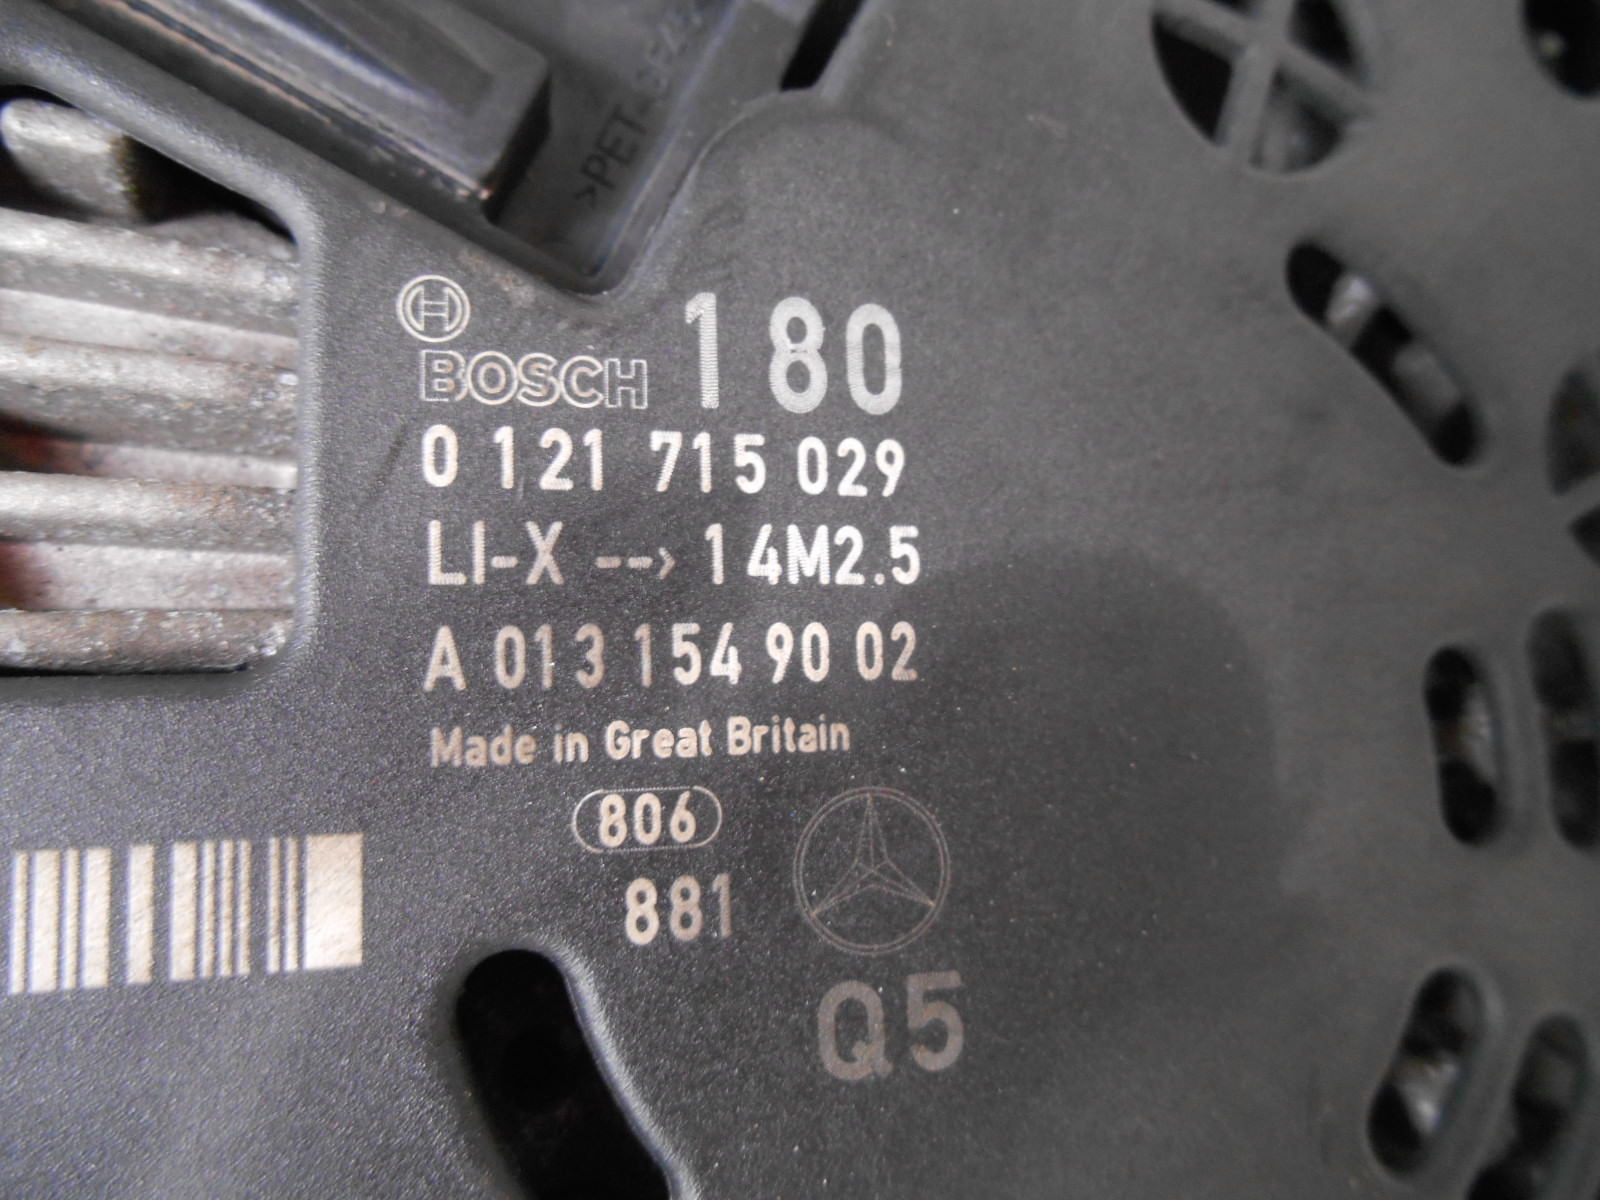 >PET
BOSCH 180
0 121 715 029
LI-X --> 14M2.5
A 013 154 90 02
Made in Great Britain
806
881
Q5